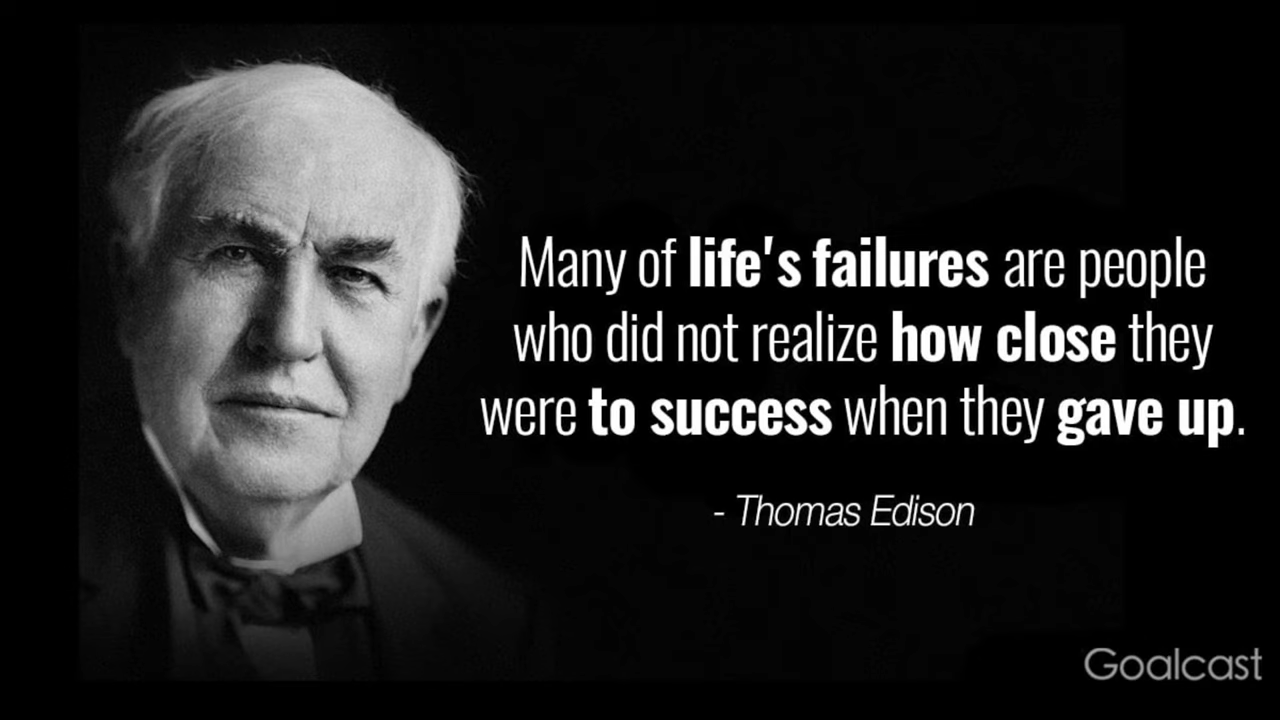 Many of life's failures are people
who did not realize how close they
were to success when they gave up.
- Thomas Edison
Goalcast